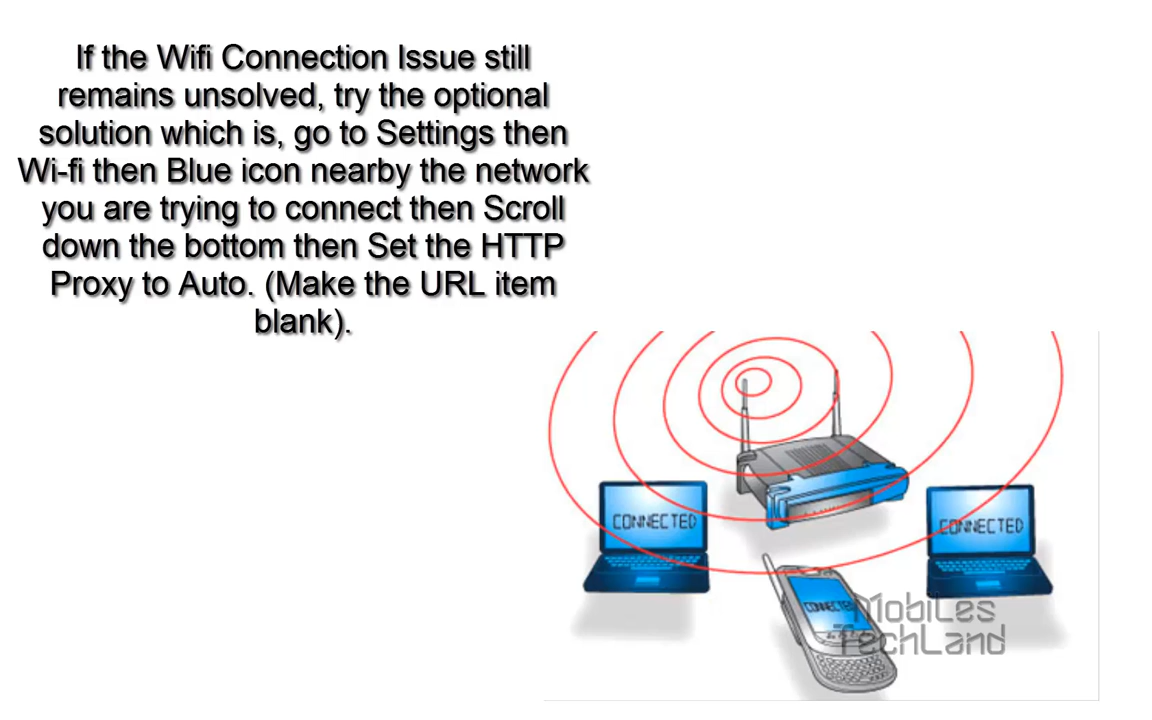 If the Wifi Connection Issue still
remains unsolved, try the optional
solution which is, go to Settings then
Wi-fi then Blue icon nearby the network
you are trying to connect then Scroll
down the bottom then Set the HTTP
Proxy to Auto. (Make the URL item
blank).
CONNECTED
CONNECTED
CONNECTED
MobiLes
TechLand